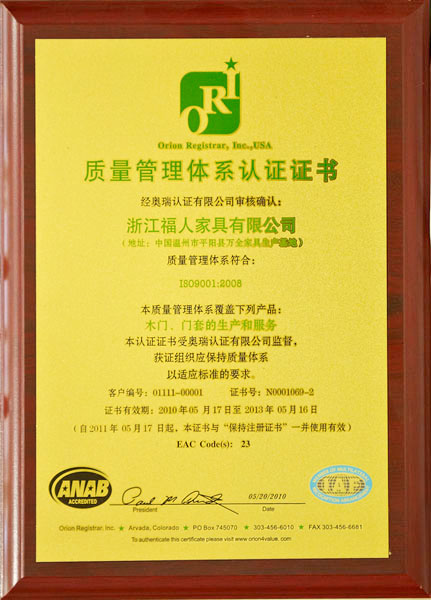 ORI
Orion Registrar, Inc.,USA
质量管理体系认证证书
经奥瑞认证有限公司审核确认：
浙江福人家具有限公司
（地址：中国温州市平阳县万全家具生产基地）
质量管理体系符合：
ISO9001:2008
本质量管理体系覆盖下列产品：
木门、门套的生产和服务
本认证证书受奥瑞认证有限公司监督，
获证组织应保持质量体系
以适应标准的要求。
客户编号：01111-00001 证书号：N0001069-2
证书有效期：2010年05月17日至2013年05月16日
（自2011年05月17日起，本证书与“保持注册证书”一并使用有效）
EAC Code(s): 23
ANAB
ACCREDITED
05/20/2010
President Date
IAF
Orion Registrar, Inc. ★ Arvada, Colorado ★ PO Box 745070 ★ 303-456-6010 ★ FAX 303-456-6681
To authenticate this certificate please visit www.orion4value.com.